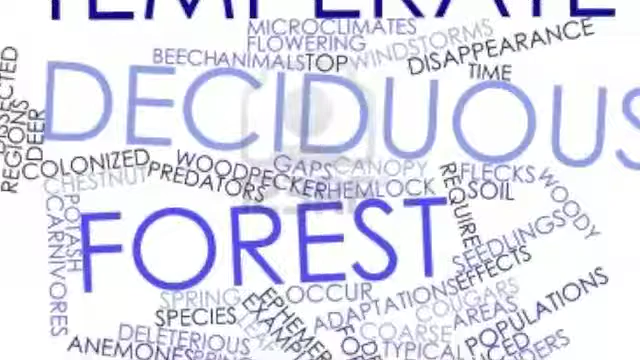 TEMPERATE
MICROCLIMATES
FLOWERING
BEECH ANIMALS TOP WINDSTORMS DISAPPEARANCE
TIME
DECIDUOUS
REGIONS DEER
COLONIZED WOODPECKER GAPS CANOPY REQUIRE FLECKS WOODY
CHESTNUT PREDATORS HEMLOCK SOIL
POTASH
CARNIVORES
FOREST
SEEDLINGS
SPRING OCCUR ADAPTATIONS EFFECTS
SPECIES EPHEMER COUGARS POPULATIONS
DELETERIOUS COARSE AREAS
ANEMONES TYPICAL